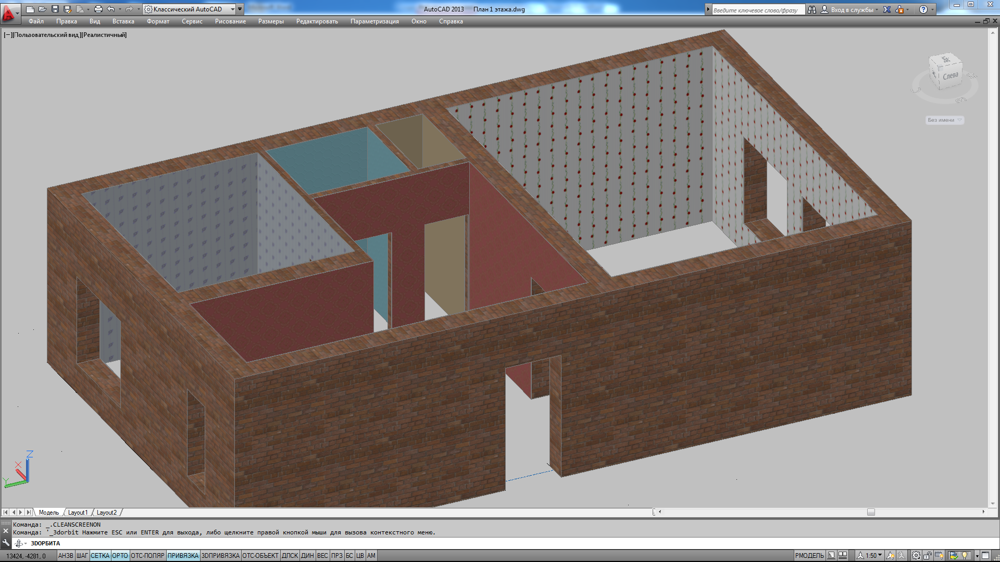 Классический AutoCAD
AutoCAD 2013 План 1 этажа.dwg
Введите ключевое слово/фразу
Вход в службы
Файл Правка Вид Вставка Формат Сервис Рисование Размеры Редактировать Параметризация Окно Справка
[−][Пользовательский вид][Реалистичный]
Слева
Без имени
Z
X
Y
Модель Layout1 Layout2
Команда: _.CLEANSCREENON
Команда: '_3dorbit Нажмите ESC или ENTER для выхода, либо щелкните правой кнопкой мыши для вызова контекстного меню.
3DОРБИТА
13424, -4281, 0 АНЗВ ШАГ СЕТКА ОРТО ОТС-ПОЛЯР ПРИВЯЗКА 3DПРИВЯЗКА ОТС-ОБЪЕКТ ДПСК ДИН ВЕС ПРЗ БС ЦВ АМ РМОДЕЛЬ 1:50